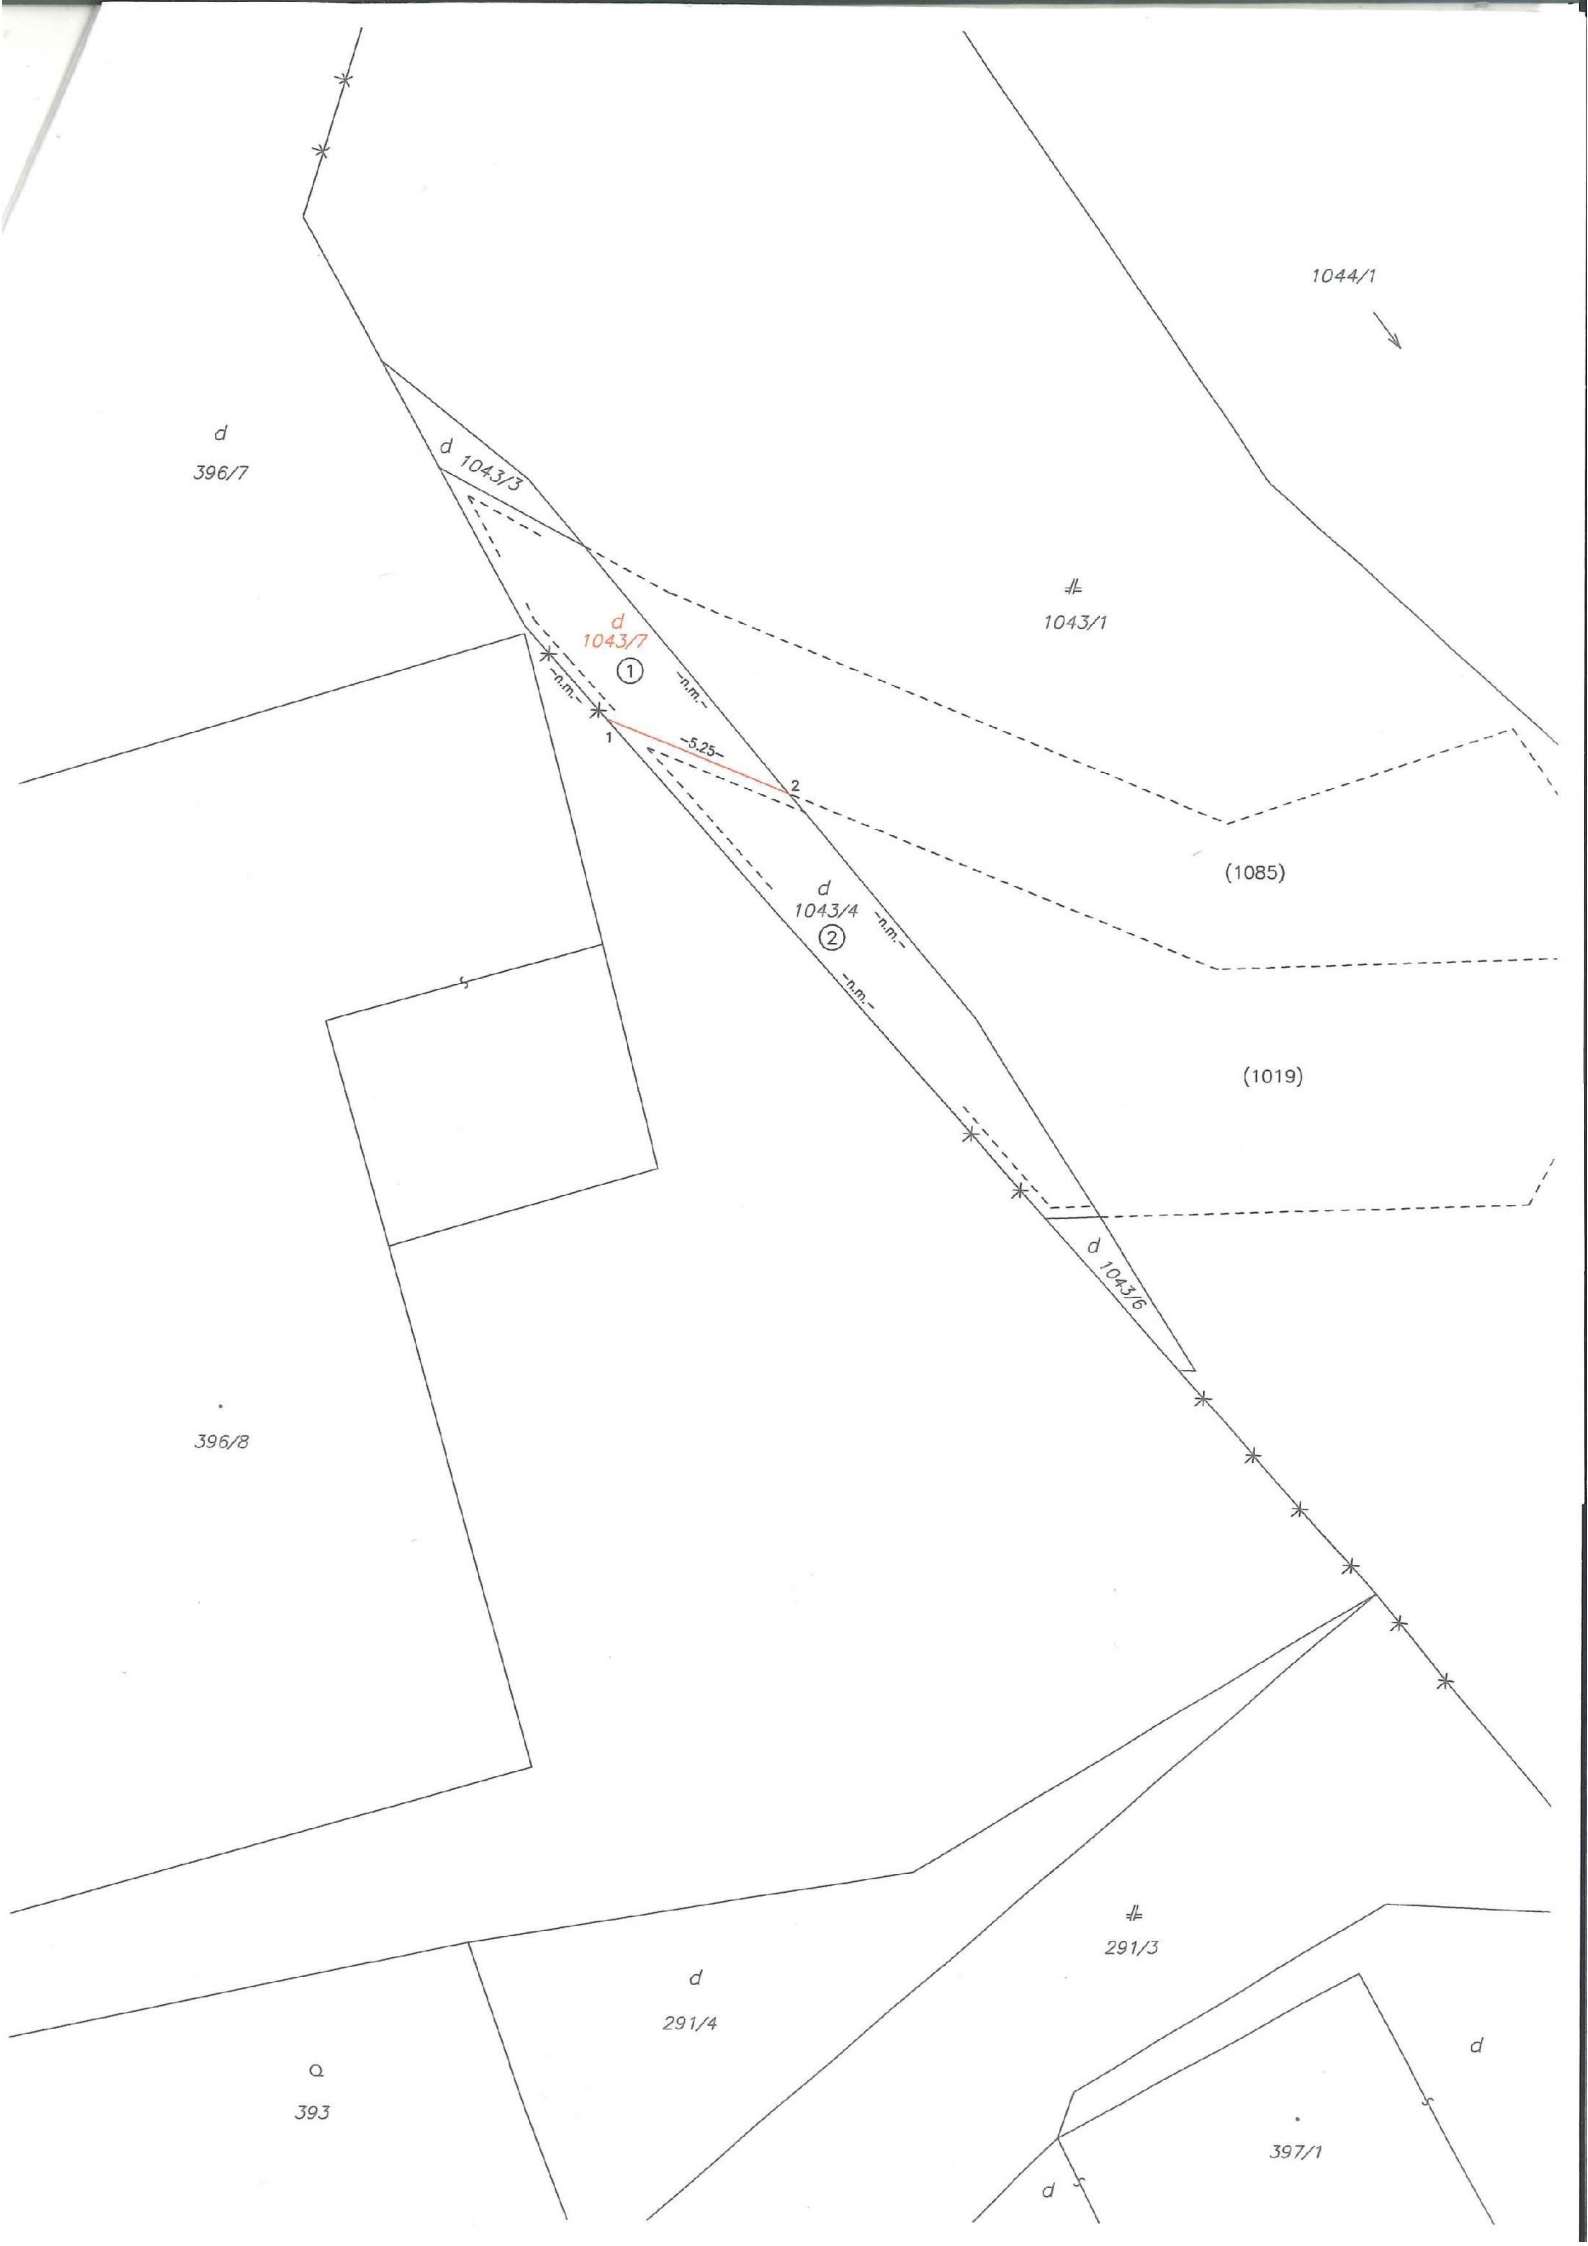 1044/1
d
396/7
d 1043/3
1043/1
d
1043/7
1
-n.m.-
-n.m.-
1
-5.25-
2
(1085)
d
1043/4
2
-n.m.-
-n.m.-
(1019)
d 1043/6
396/8
291/3
d
291/4
d
393
397/1
d